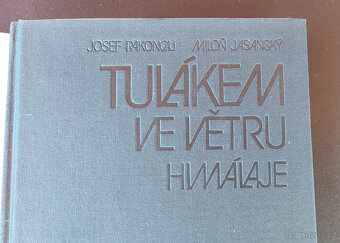 JOSEF RAKONCAJ - MILOŇ JASANSKÝ
TULÁKEM
VE VĚTRU
HIMÁLAJE